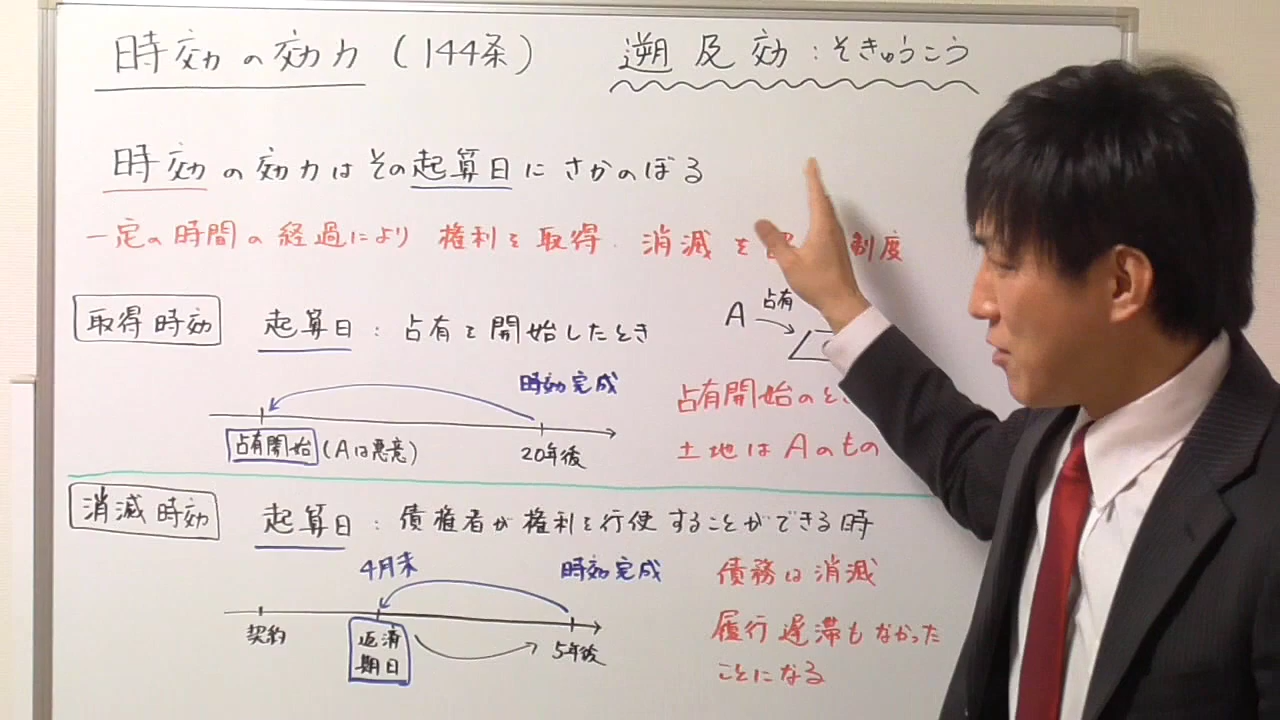 時効の効力(144条) 遡及効:そきゅうこう
時効の効力はその起算日にさかのぼる
一定の時間の経過により 権利を取得・消滅を 制度
取得時効 起算日:占有を開始したとき
A 占有
時効完成
占有開始(Aは悪意) 20年後
占有開始のと
土地はAのもの
消滅時効 起算日:債権者が権利を行使することができる時
4月末 時効完成
契約 返済期日 5年後
債務は消滅
履行遅滞もなかった
ことになる